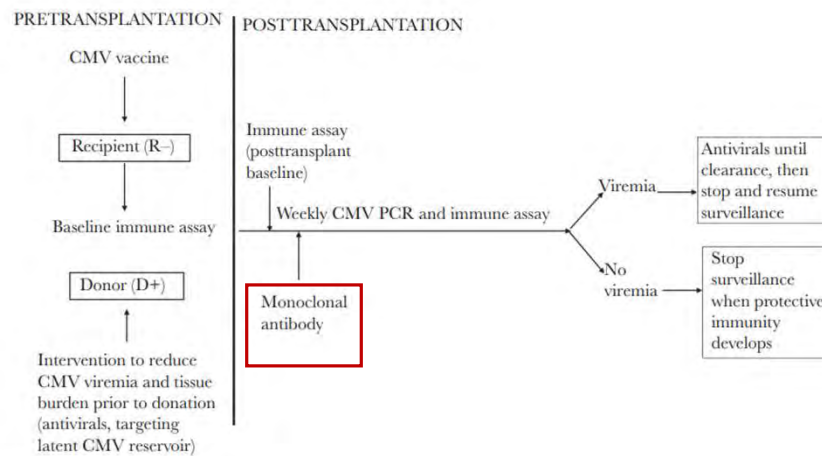 PRETRANSPLANTATION
CMV vaccine
Recipient (R–)
Baseline immune assay
Donor (D+)
Intervention to reduce
CMV viremia and tissue
burden prior to donation
(antivirals, targeting
latent CMV reservoir)
POSTTRANSPLANTATION
Immune assay
(posttransplant
baseline)
Weekly CMV PCR and immune assay
Monoclonal
antibody
Viremia
Antivirals until
clearance, then
stop and resume
surveillance
No
viremia
Stop
surveillance
when protective
immunity
develops